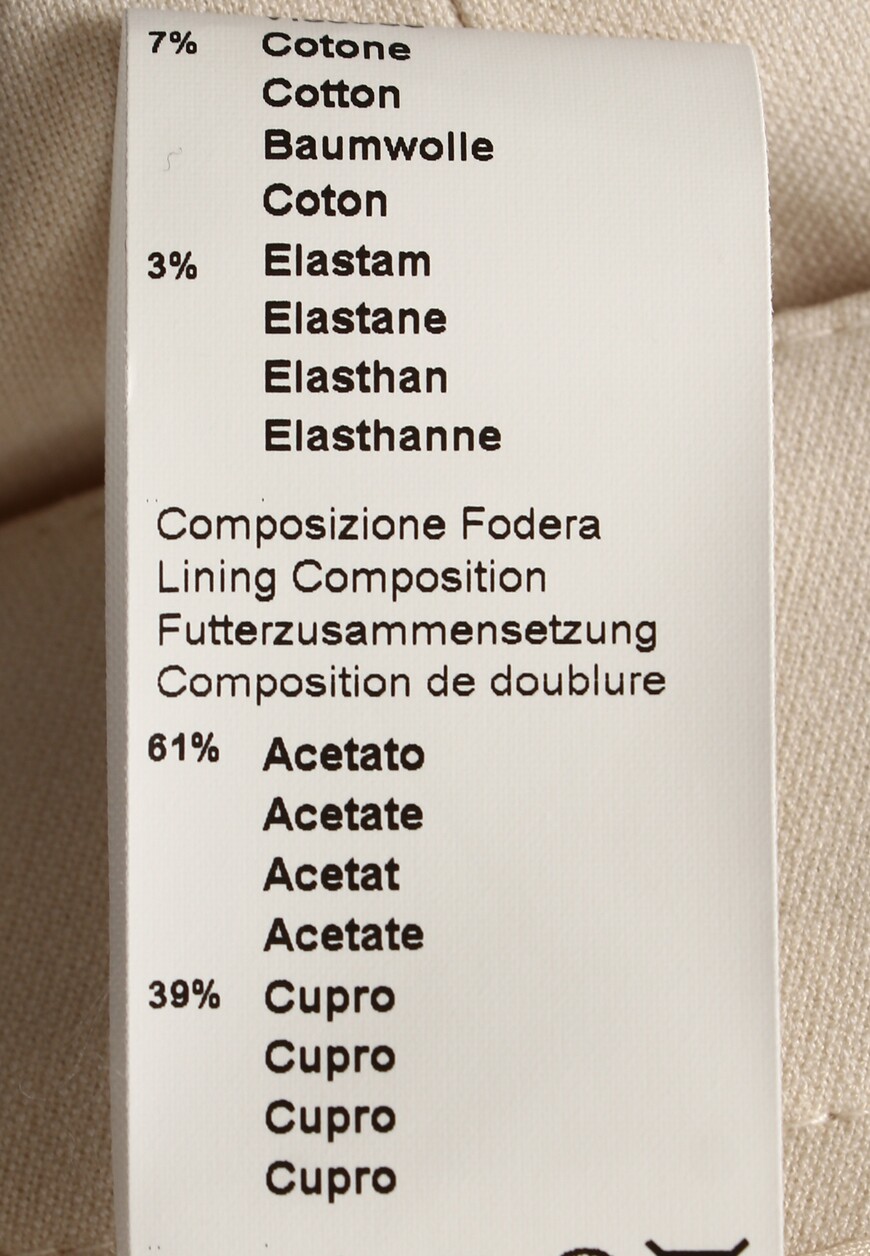 7% Cotone
Cotton
Baumwolle
Coton
3% Elastam
Elastane
Elasthan
Elasthanne
Composizione Fodera
Lining Composition
Futterzusammensetzung
Composition de doublure
61% Acetato
Acetate
Acetat
Acetate
39% Cupro
Cupro
Cupro
Cupro